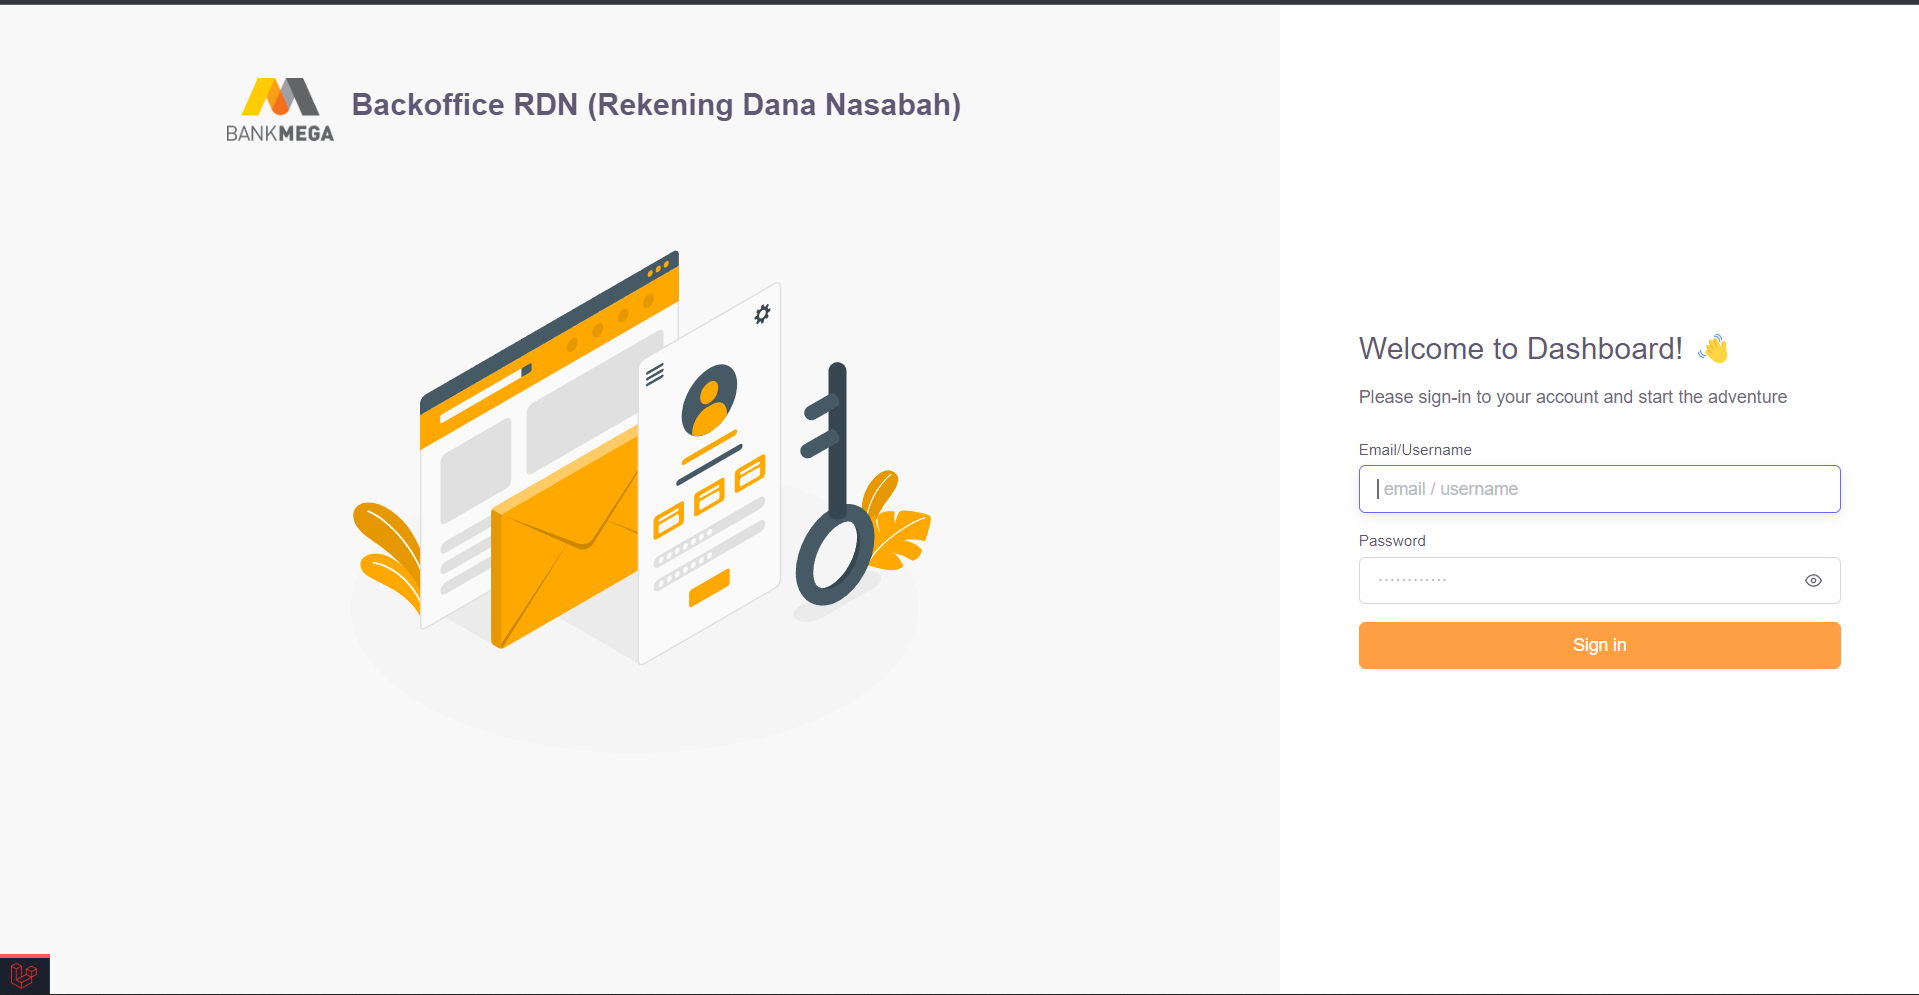 BANKMEGA
Backoffice RDN (Rekening Dana Nasabah)
Welcome to Dashboard! 👋
Please sign-in to your account and start the adventure
Email/Username
email / username
Password
············
Sign in